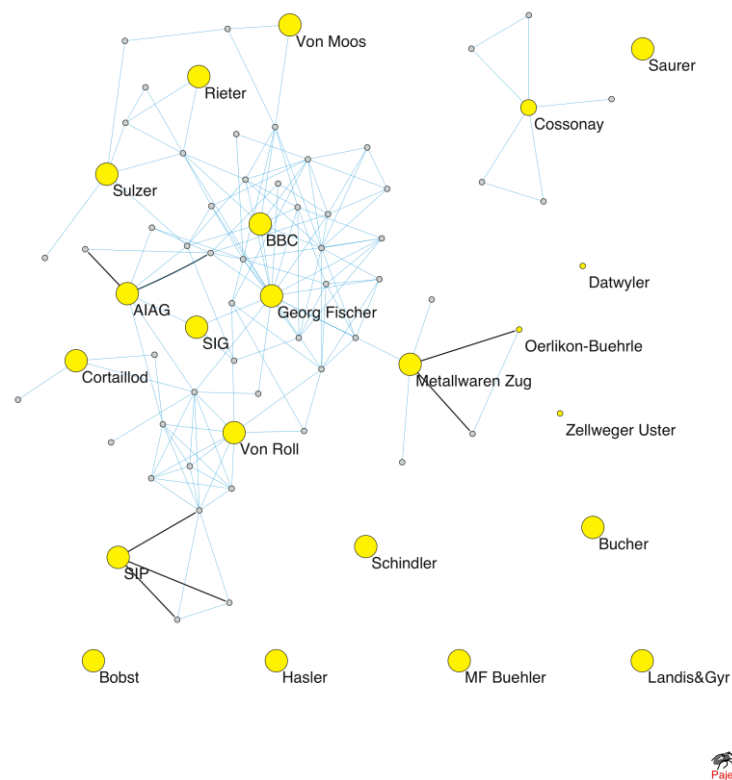 Von Moos
Saurer
Rieter
Cossonay
Sulzer
BBC
Datwyler
AIAG
Georg Fischer
SIG
Oerlikon-Buehrle
Cortaillod
Metallwaren Zug
Zellweger Uster
Von Roll
Bucher
Schindler
SIP
Bobst
Hasler
MF Buehler
Landis&Gyr